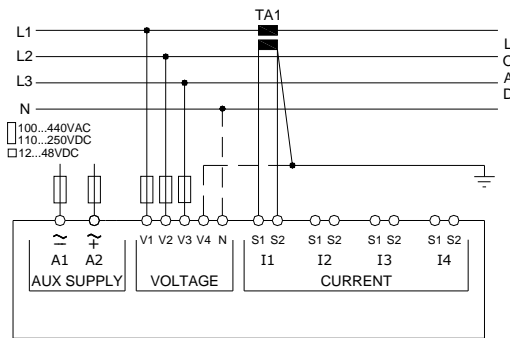 TA1
L1
L2
L3
N
L
O
A
D
100...440VAC
110...250VDC
12...48VDC
V1 V2 V3 V4 N S1 S2 S1 S2 S1 S2 S1 S2
A1 A2 I1 I2 I3 I4
AUX SUPPLY VOLTAGE CURRENT